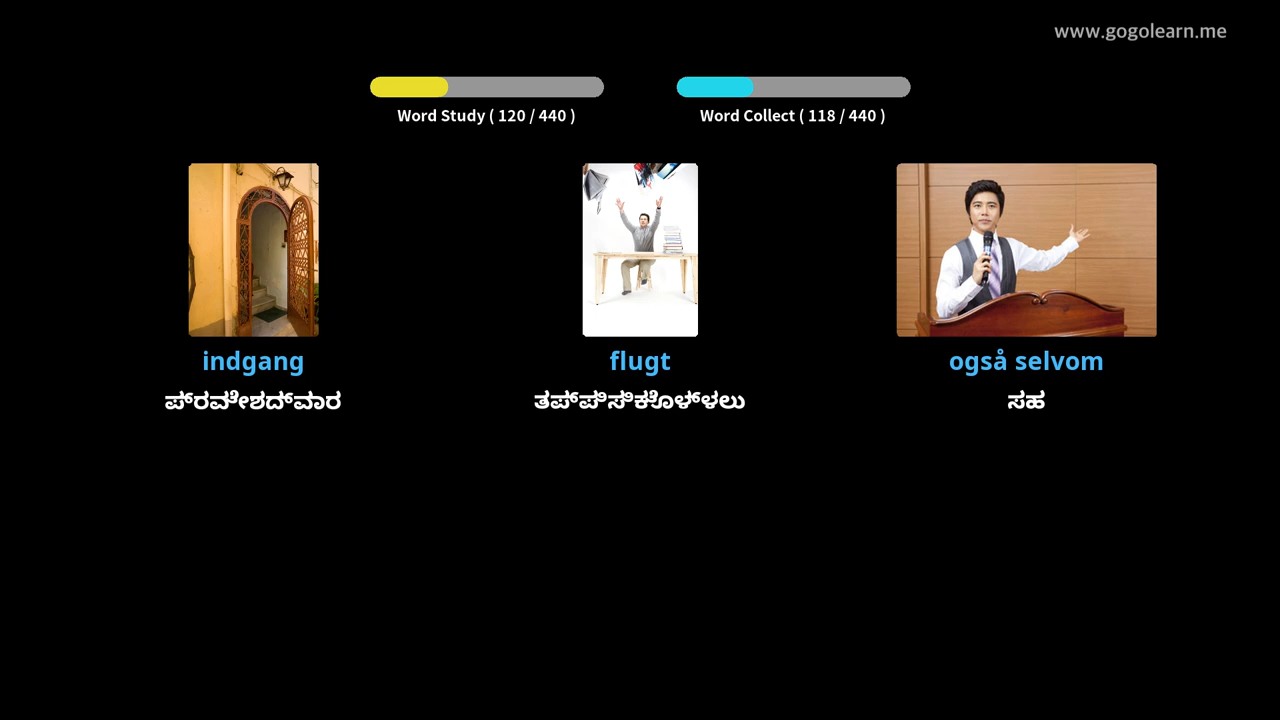 www.gogolearn.me
Word Study ( 120 / 440 )
Word Collect ( 118 / 440 )
indgang
flugt
også selvom
ಪ್ರವೇಶದ್ವಾರ
ತಪ್ಪಿಸಿಕೊಳ್ಳಲು
ಸಹ